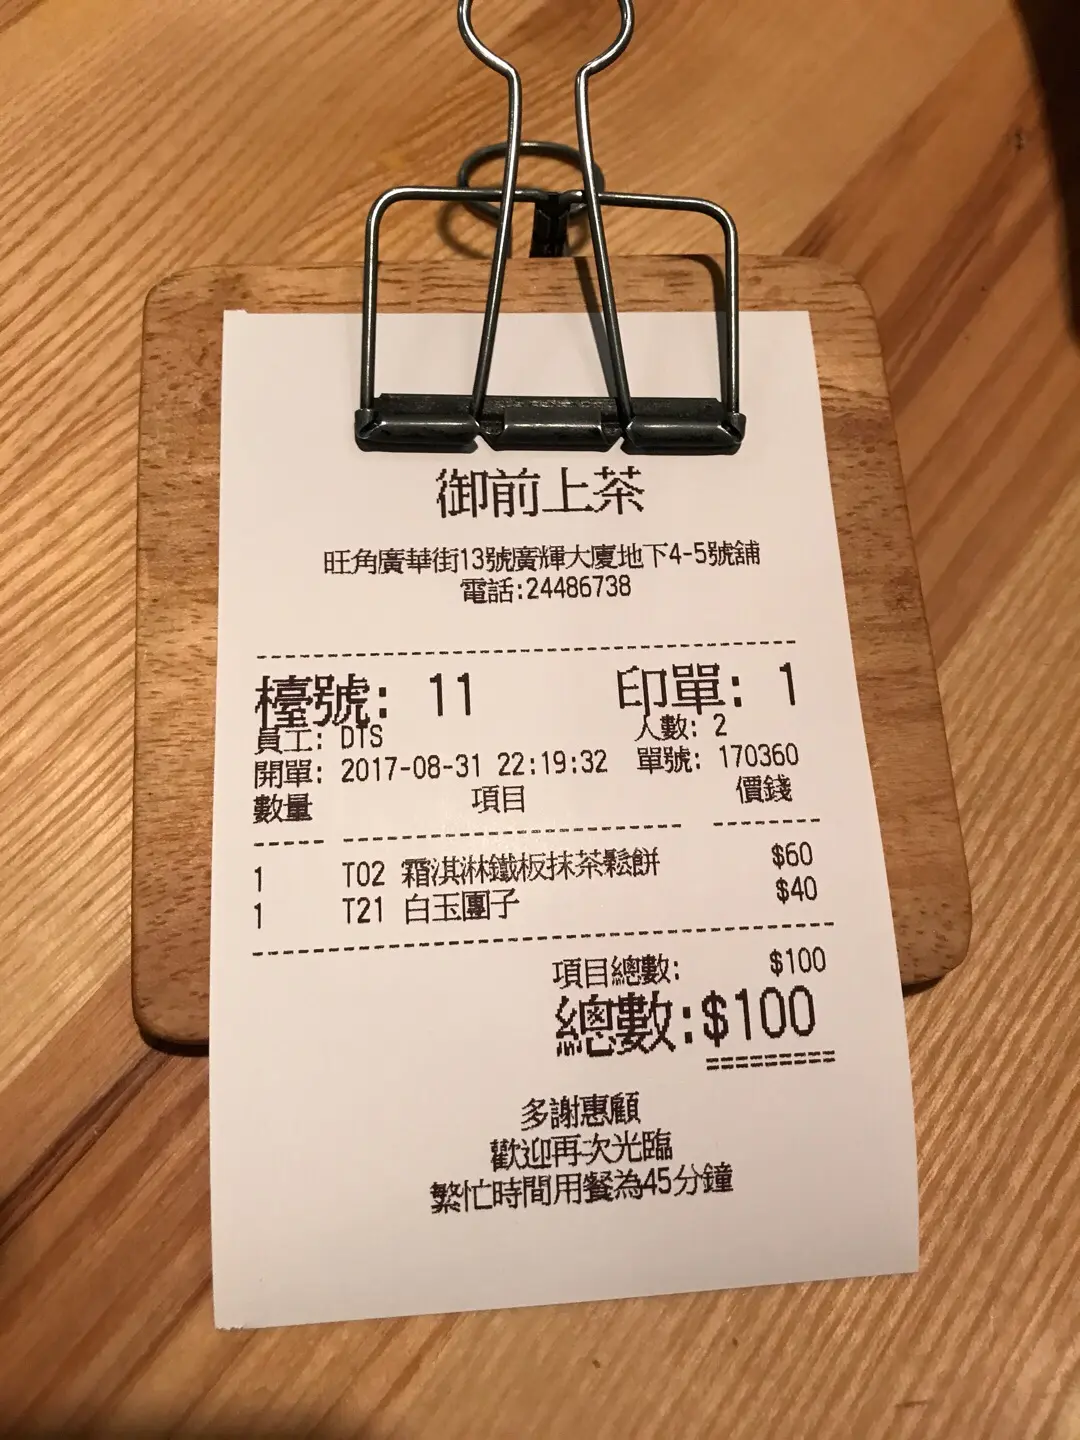 御前上茶
旺角廣華街13號廣輝大廈地下4-5號舖
電話:24486738
檯號: 11 印單: 1
員工: DTS 人數: 2
開單: 2017-08-31 22:19:32 單號: 170360
數量 項目 價錢
1 T02 霜淇淋鐵板抹茶鬆餅 $60
1 T21 白玉團子 $40
項目總數: $100
總數:$100
多謝惠顧
歡迎再次光臨
繁忙時間用餐為45分鐘